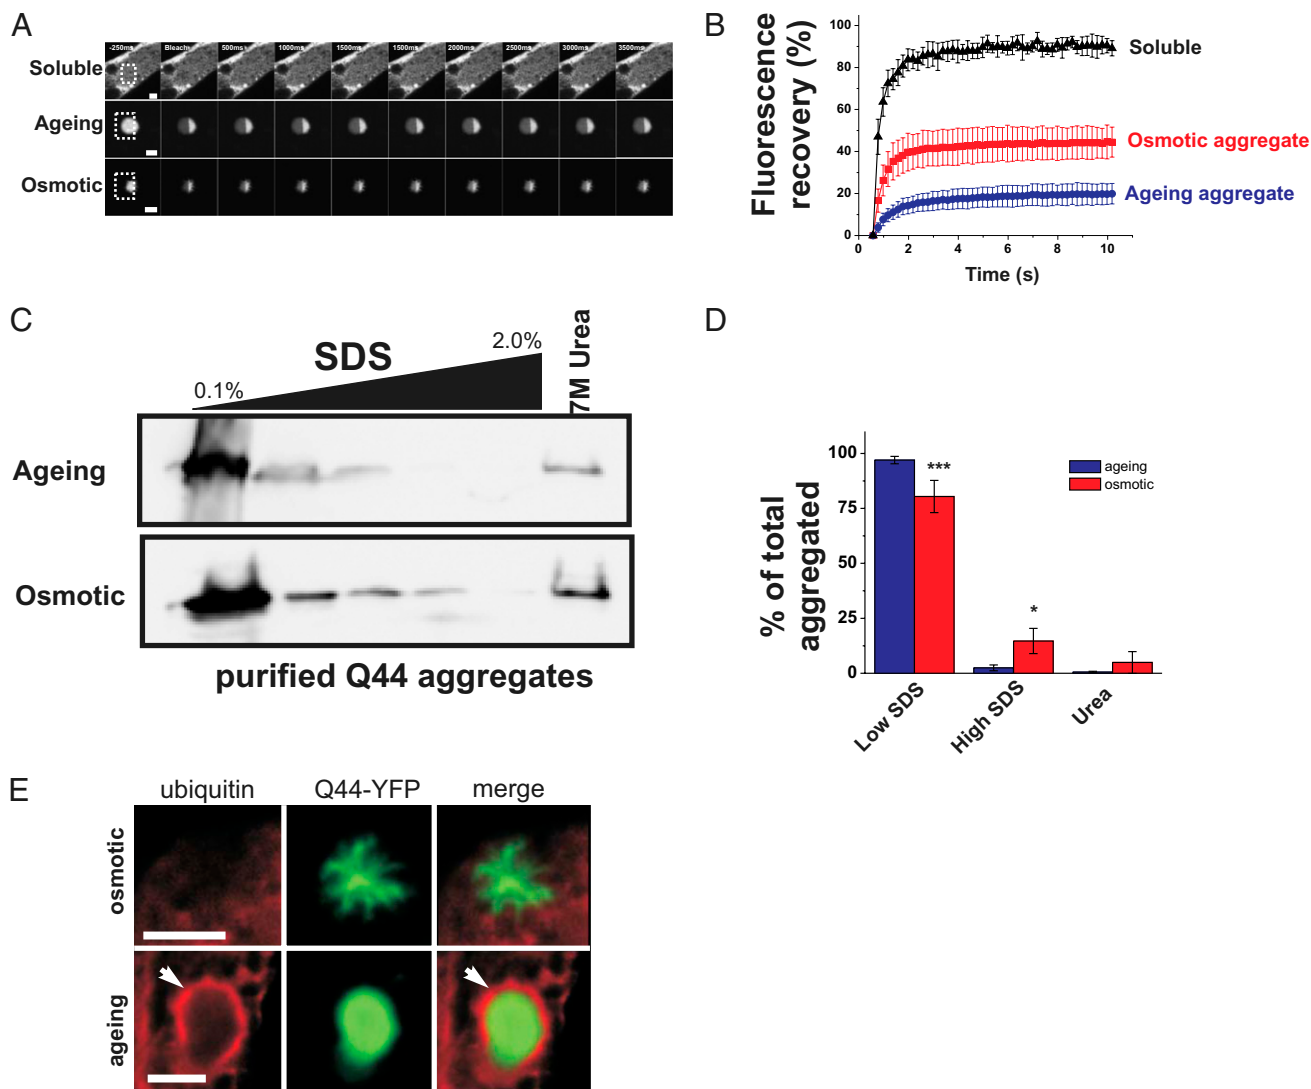 A
-250ms Bleach 500ms 1000ms 1500ms 1500ms 2000ms 2500ms 3000ms 3500ms
Soluble
Ageing
Osmotic
B
Fluorescence
recovery (%)
100
80
60
40
20
0
0 2 4 6 8 10
Time (s)
Soluble
Osmotic aggregate
Ageing aggregate
C
SDS
0.1%
2.0%
7M Urea
Ageing
Osmotic
purified Q44 aggregates
D
% of total
aggregated
100
75
50
25
0
***
*
ageing
osmotic
Low SDS
High SDS
Urea
E
ubiquitin Q44-YFP merge
osmotic
ageing